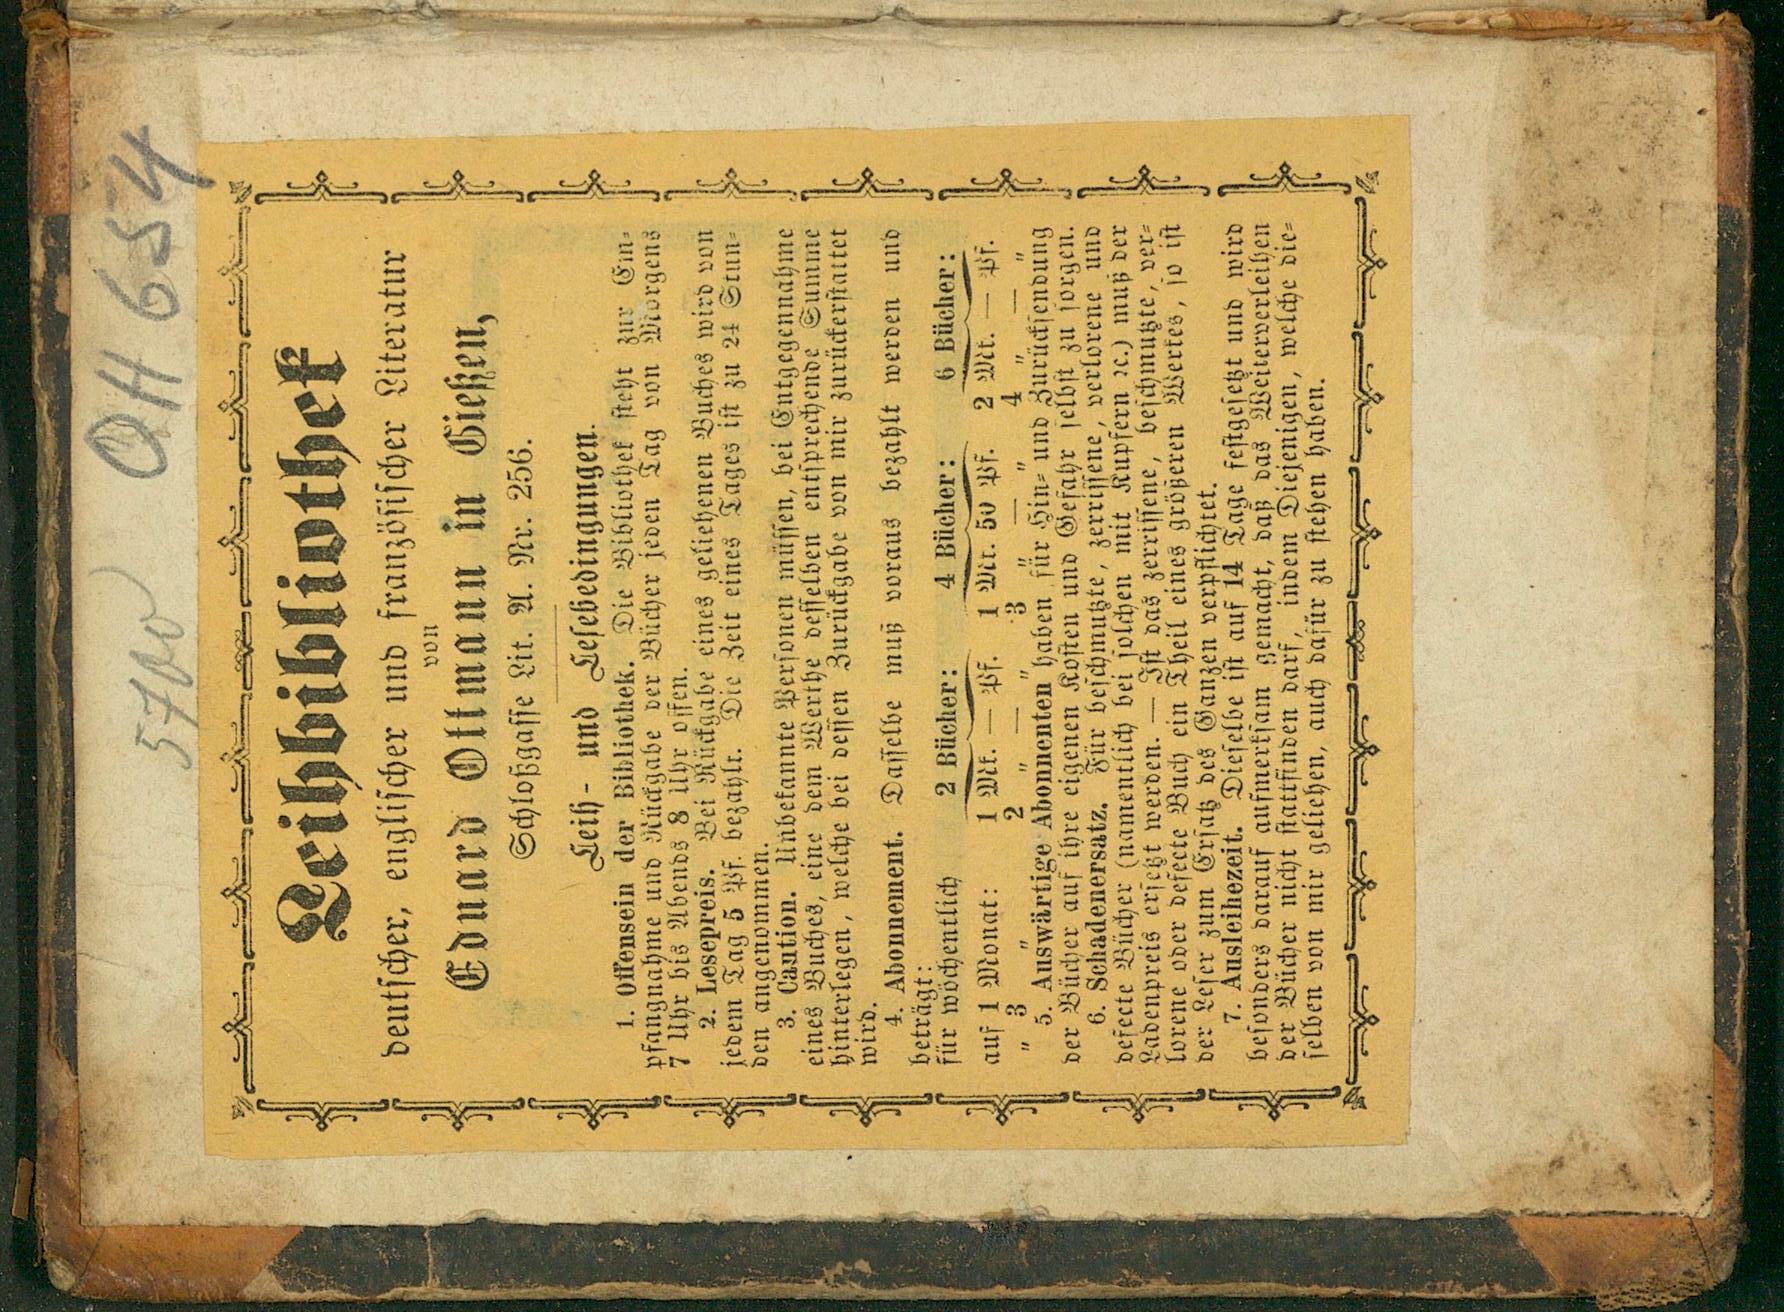 QH 654
5700
Leihbibliothek
deutscher, englischer und französischer Literatur
von
Eduard Ottmann in Gießen,
Schloßgasse Lit. A. Nr. 256.
Leih- und Lesebedingungen.
1. Offensein der Bibliothek. Die Bibliothek steht zur Em-
pfangnahme und Rückgabe der Bücher jeden Tag von Morgens
7 Uhr bis Abends 8 Uhr offen.
2. Lesepreis. Bei Rückgabe eines geliehenen Buches wird von
jedem Tag 5 Pf. bezahlt. Die Zeit eines Tages ist zu 24 Stun-
den angenommen.
3. Caution. Unbekannte Personen müssen, bei Entgegennahme
eines Buches, eine dem Werthe desselben entsprechende Summe
hinterlegen, welche bei dessen Zurückgabe von mir zurückerstattet
wird.
4. Abonnement. Dasselbe muß voraus bezahlt werden und
beträgt:
für wöchentlich 2 Bücher: 4 Bücher: 6 Bücher:
auf 1 Monat: 1 Mk. — Pf. 1 Mk. 50 Pf. 2 Mk. — Pf.
„ 3 „ 2 „ — „ 3 „ — „ 4 „ — „
5. Auswärtige Abonnenten haben für Hin- und Zurücksendung
der Bücher auf ihre eigenen Kosten und Gefahr selbst zu sorgen.
6. Schadenersatz. Für beschmutzte, zerrissene, verlorene und
defecte Bücher (namentlich bei solchen mit Kupfern ꝛc.) muß der
Ladenpreis ersetzt werden. — Ist das zerrissene, beschmutzte, ver-
lorene oder defecte Buch ein Theil eines größeren Werkes, so ist
der Leser zum Ersatz des Ganzen verpflichtet.
7. Ausleihezeit. Dieselbe ist auf 14 Tage festgesetzt und wird
besonders darauf aufmerksam gemacht, daß das Weiterverleihen
der Bücher nicht stattfinden darf, indem Diejenigen, welche die-
selben von mir geliehen, auch dafür zu stehen haben.